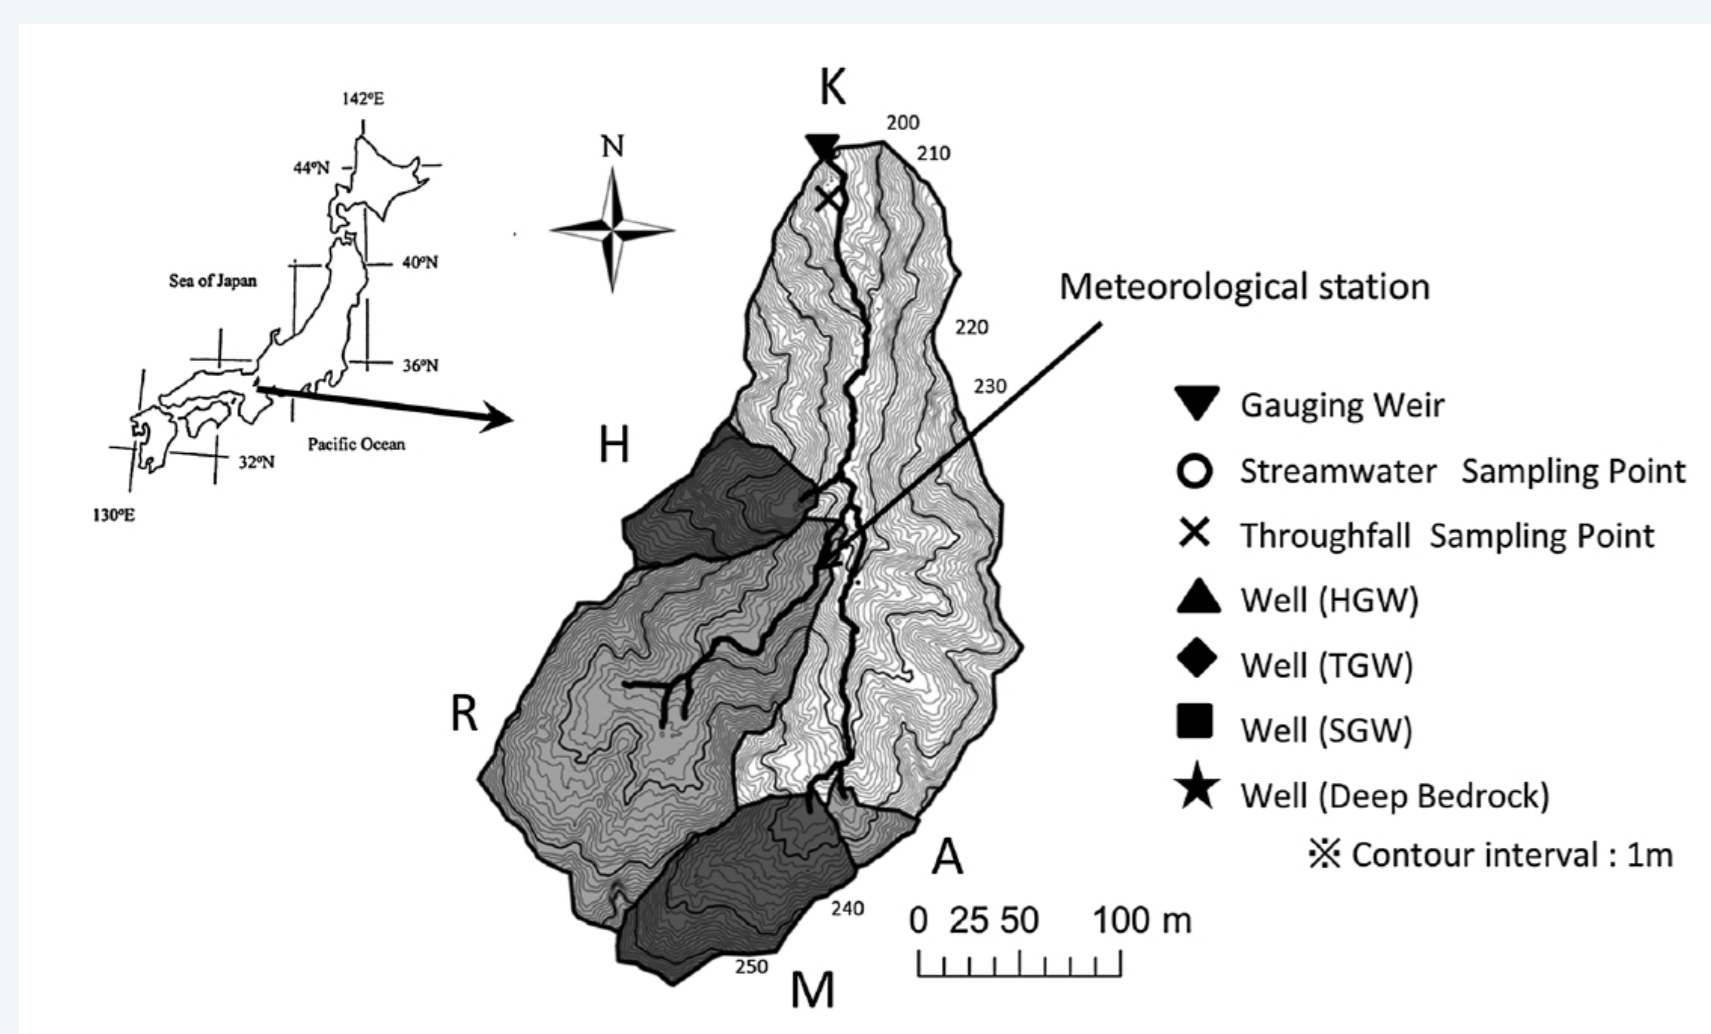 142°E
44°N
40°N
Sea of Japan
36°N
Pacific Ocean
32°N
130°E
N
K
200
210
220
230
Meteorological station
H
R
A
240
250
M
Gauging Weir
Streamwater Sampling Point
Throughfall Sampling Point
Well (HGW)
Well (TGW)
Well (SGW)
Well (Deep Bedrock)
※ Contour interval : 1m
0 25 50 100 m